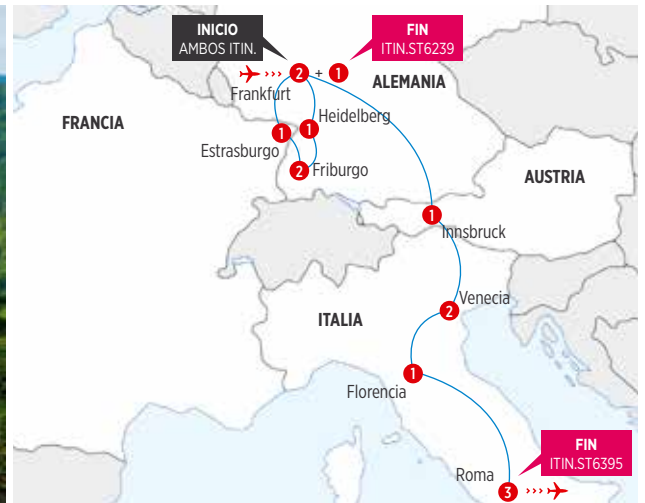 INICIO
AMBOS ITIN.
FIN
ITIN.ST6239
2 + 1
ALEMANIA
Frankfurt
FRANCIA
Heidelberg
1
1
Estrasburgo
2 Friburgo
AUSTRIA
1
Innsbruck
Venecia
2
ITALIA
1
Florencia
FIN
ITIN.ST6395
Roma
3